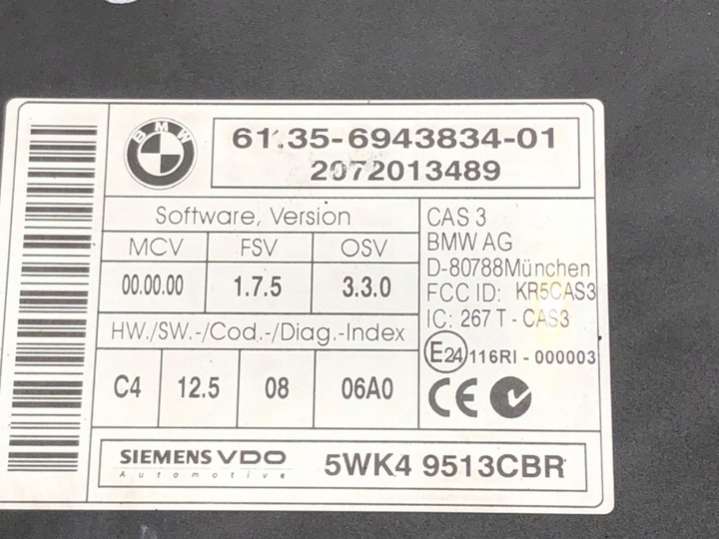 BMW
61.35-6943834-01
2072013489
Software, Version
MCV FSV OSV
00.00.00 1.7.5 3.3.0
HW./SW.-/Cod.-/Diag.-Index
C4 12.5 08 06A0
CAS 3
BMW AG
D-80788München
FCC ID: KR5CAS3
IC: 267 T - CAS3
E24 116RI - 000003
CE
SIEMENS VDO
Automotive
5WK4 9513CBR